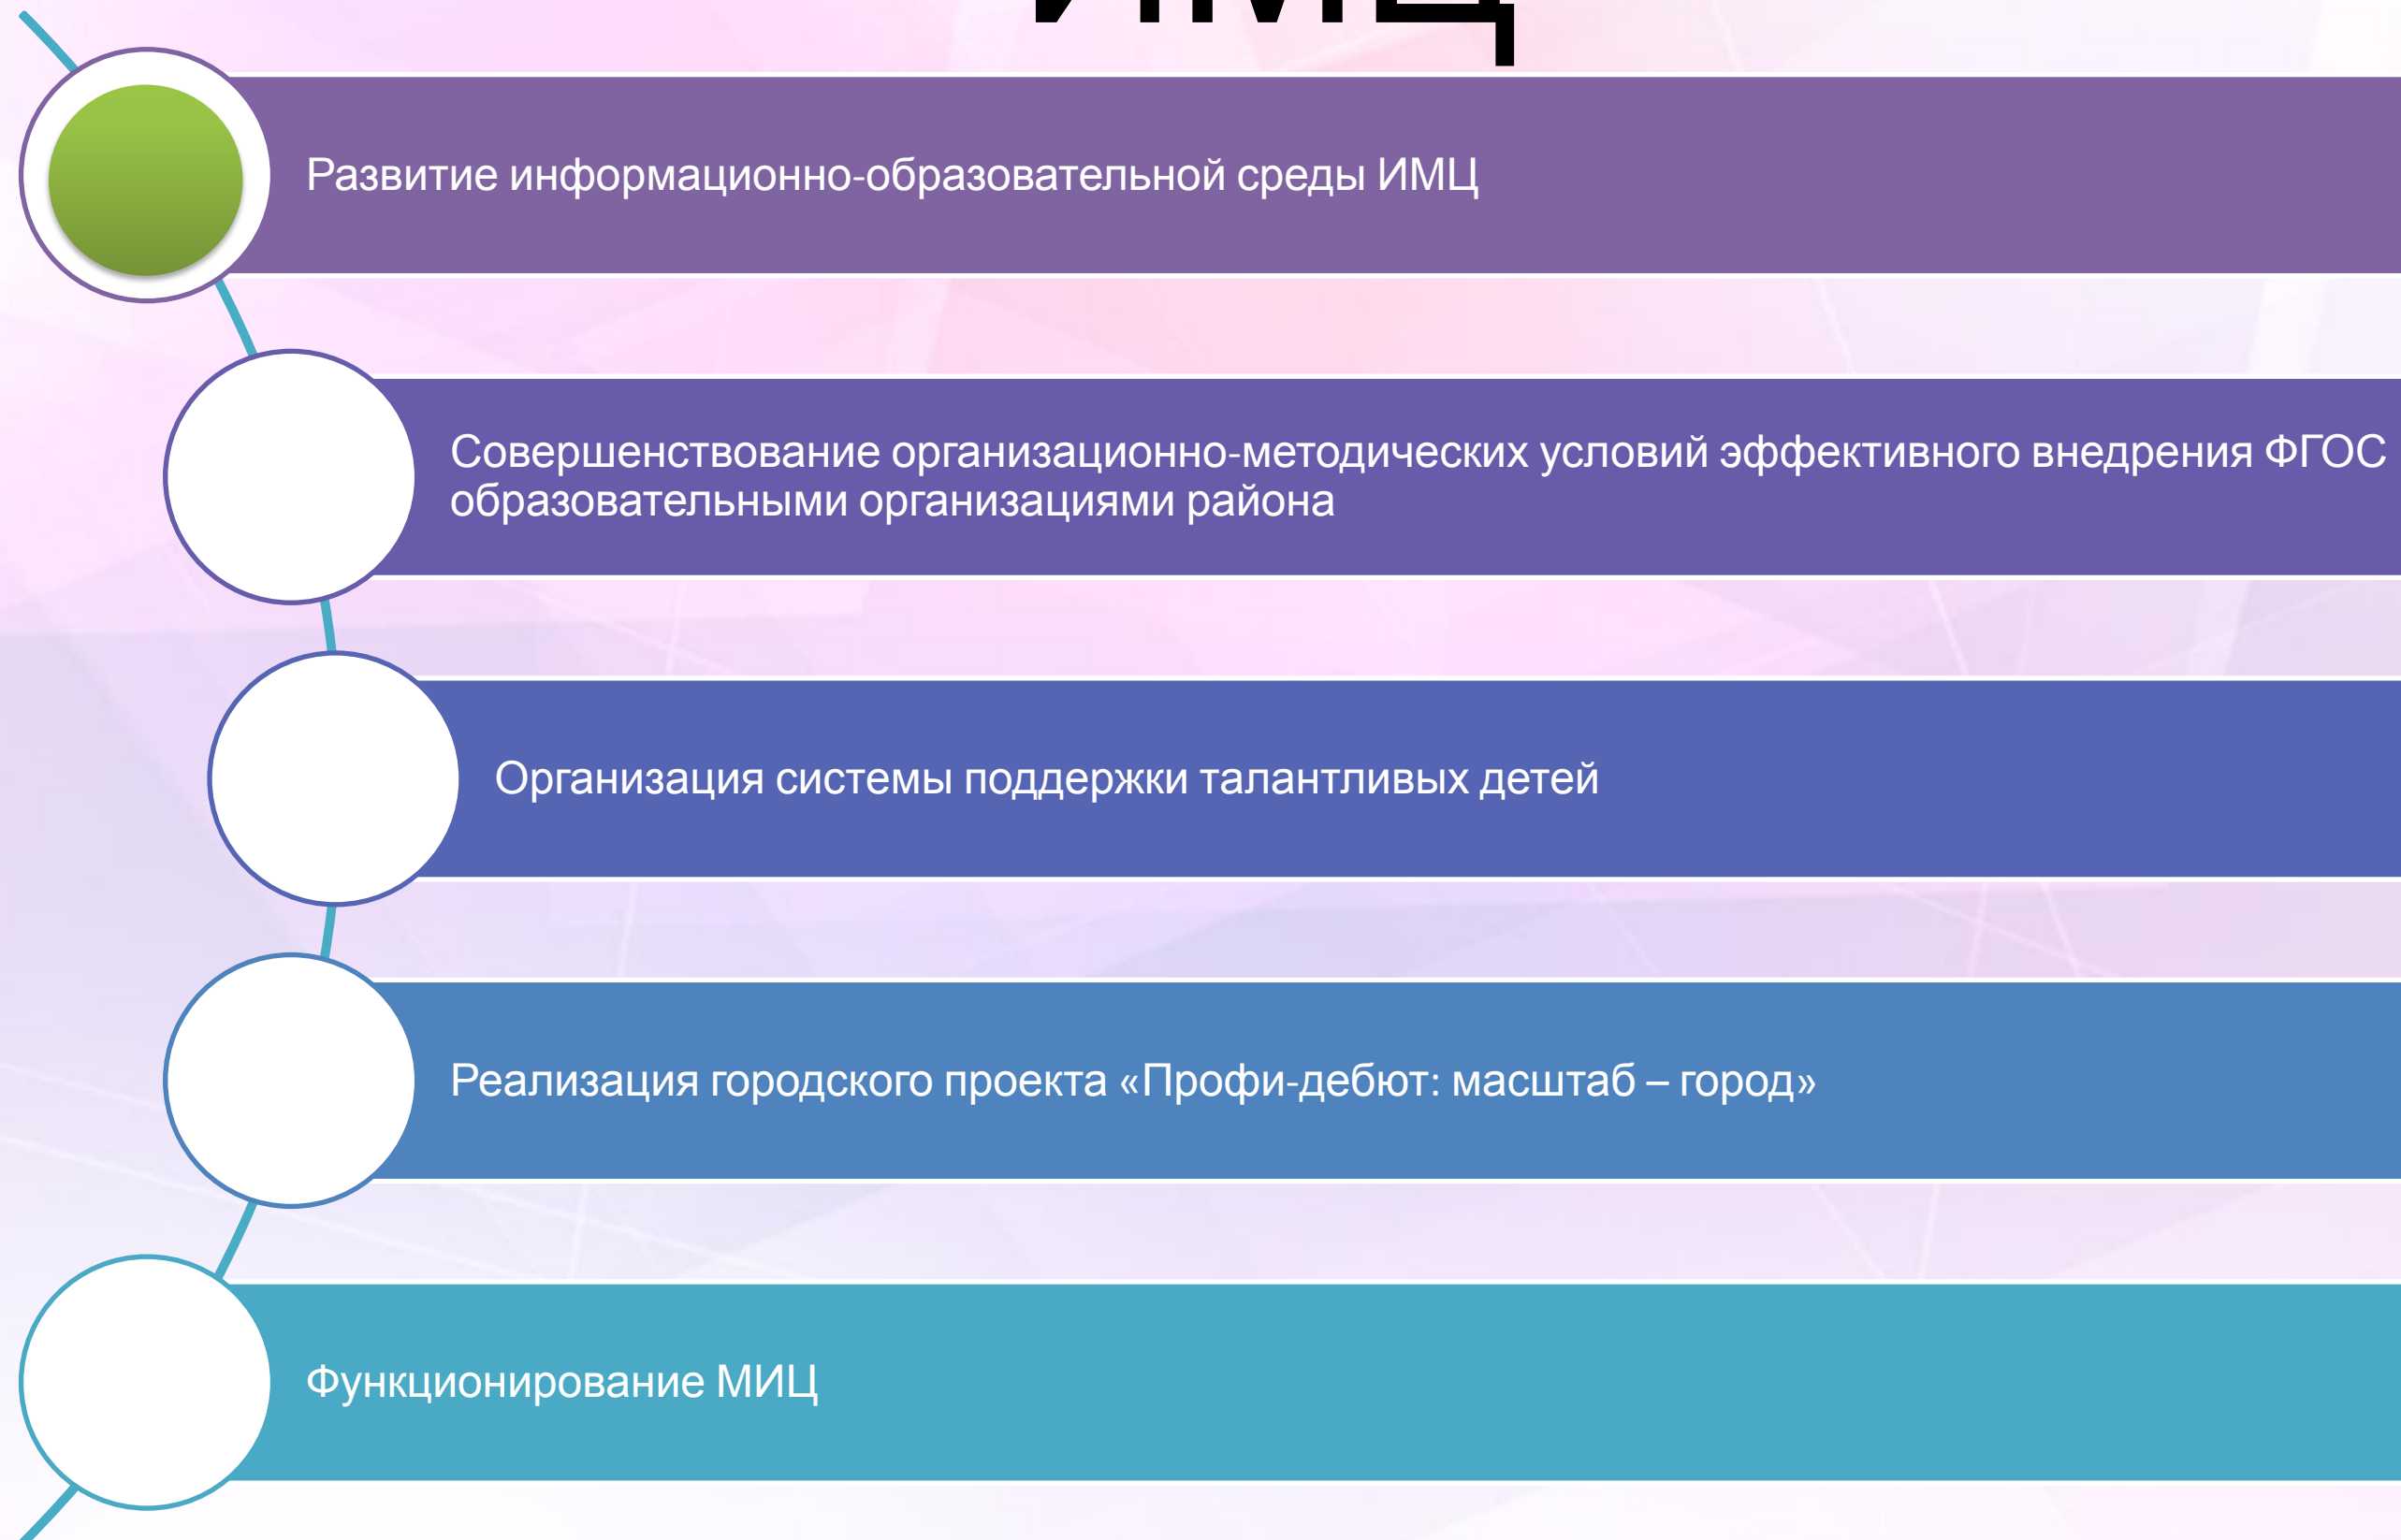 ИМЦ
Развитие информационно-образовательной среды ИМЦ
Совершенствование организационно-методических условий эффективного внедрения ФГОС
образовательными организациями района
Организация системы поддержки талантливых детей
Реализация городского проекта «Профи-дебют: масштаб – город»
Функционирование МИЦ